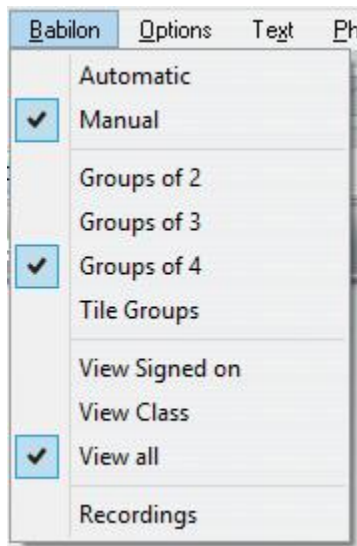 Babilon Options Text Ph
Automatic
Manual
Groups of 2
Groups of 3
Groups of 4
Tile Groups
View Signed on
View Class
View all
Recordings